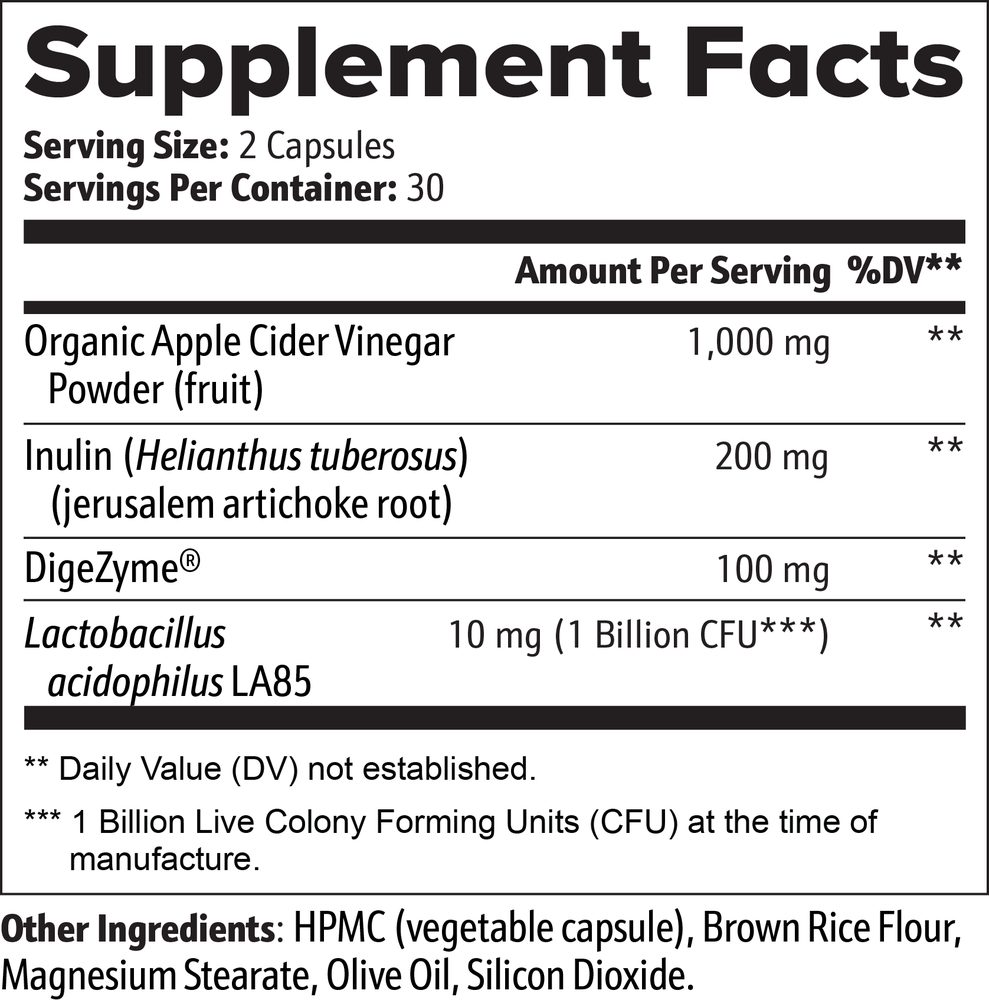 Supplement Facts
Serving Size: 2 Capsules
Servings Per Container: 30
Amount Per Serving %DV**
Organic Apple Cider Vinegar 1,000 mg **
Powder (fruit)
Inulin (Helianthus tuberosus) 200 mg **
(jerusalem artichoke root)
DigeZyme® 100 mg **
Lactobacillus 10 mg (1 Billion CFU***) **
acidophilus LA85
** Daily Value (DV) not established.
*** 1 Billion Live Colony Forming Units (CFU) at the time of
manufacture.
Other Ingredients: HPMC (vegetable capsule), Brown Rice Flour,
Magnesium Stearate, Olive Oil, Silicon Dioxide.